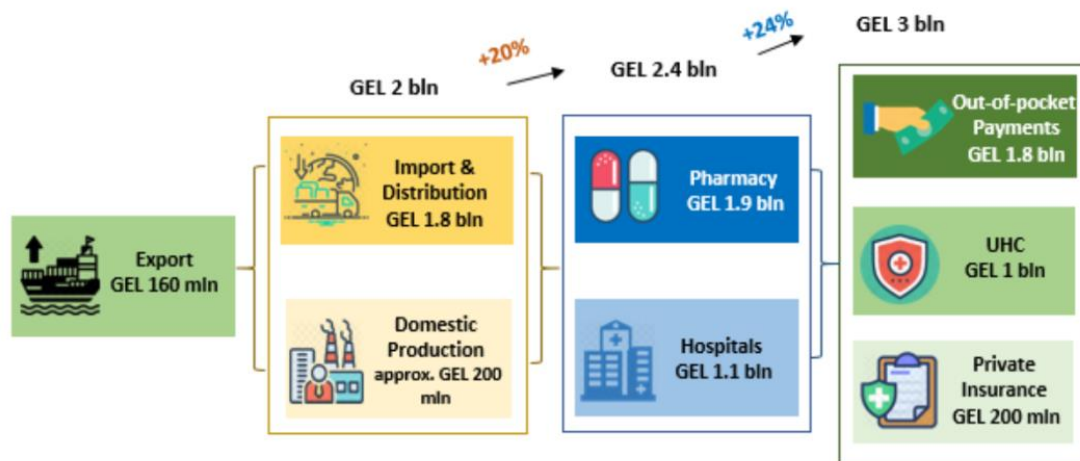 GEL 2 bln
+20%
GEL 2.4 bln
+24%
GEL 3 bln
Export
GEL 160 mln
Import &
Distribution
GEL 1.8 bln
Domestic
Production
approx. GEL 200
mln
Pharmacy
GEL 1.9 bln
Hospitals
GEL 1.1 bln
Out-of-pocket
Payments
GEL 1.8 bln
UHC
GEL 1 bln
Private
Insurance
GEL 200 mln